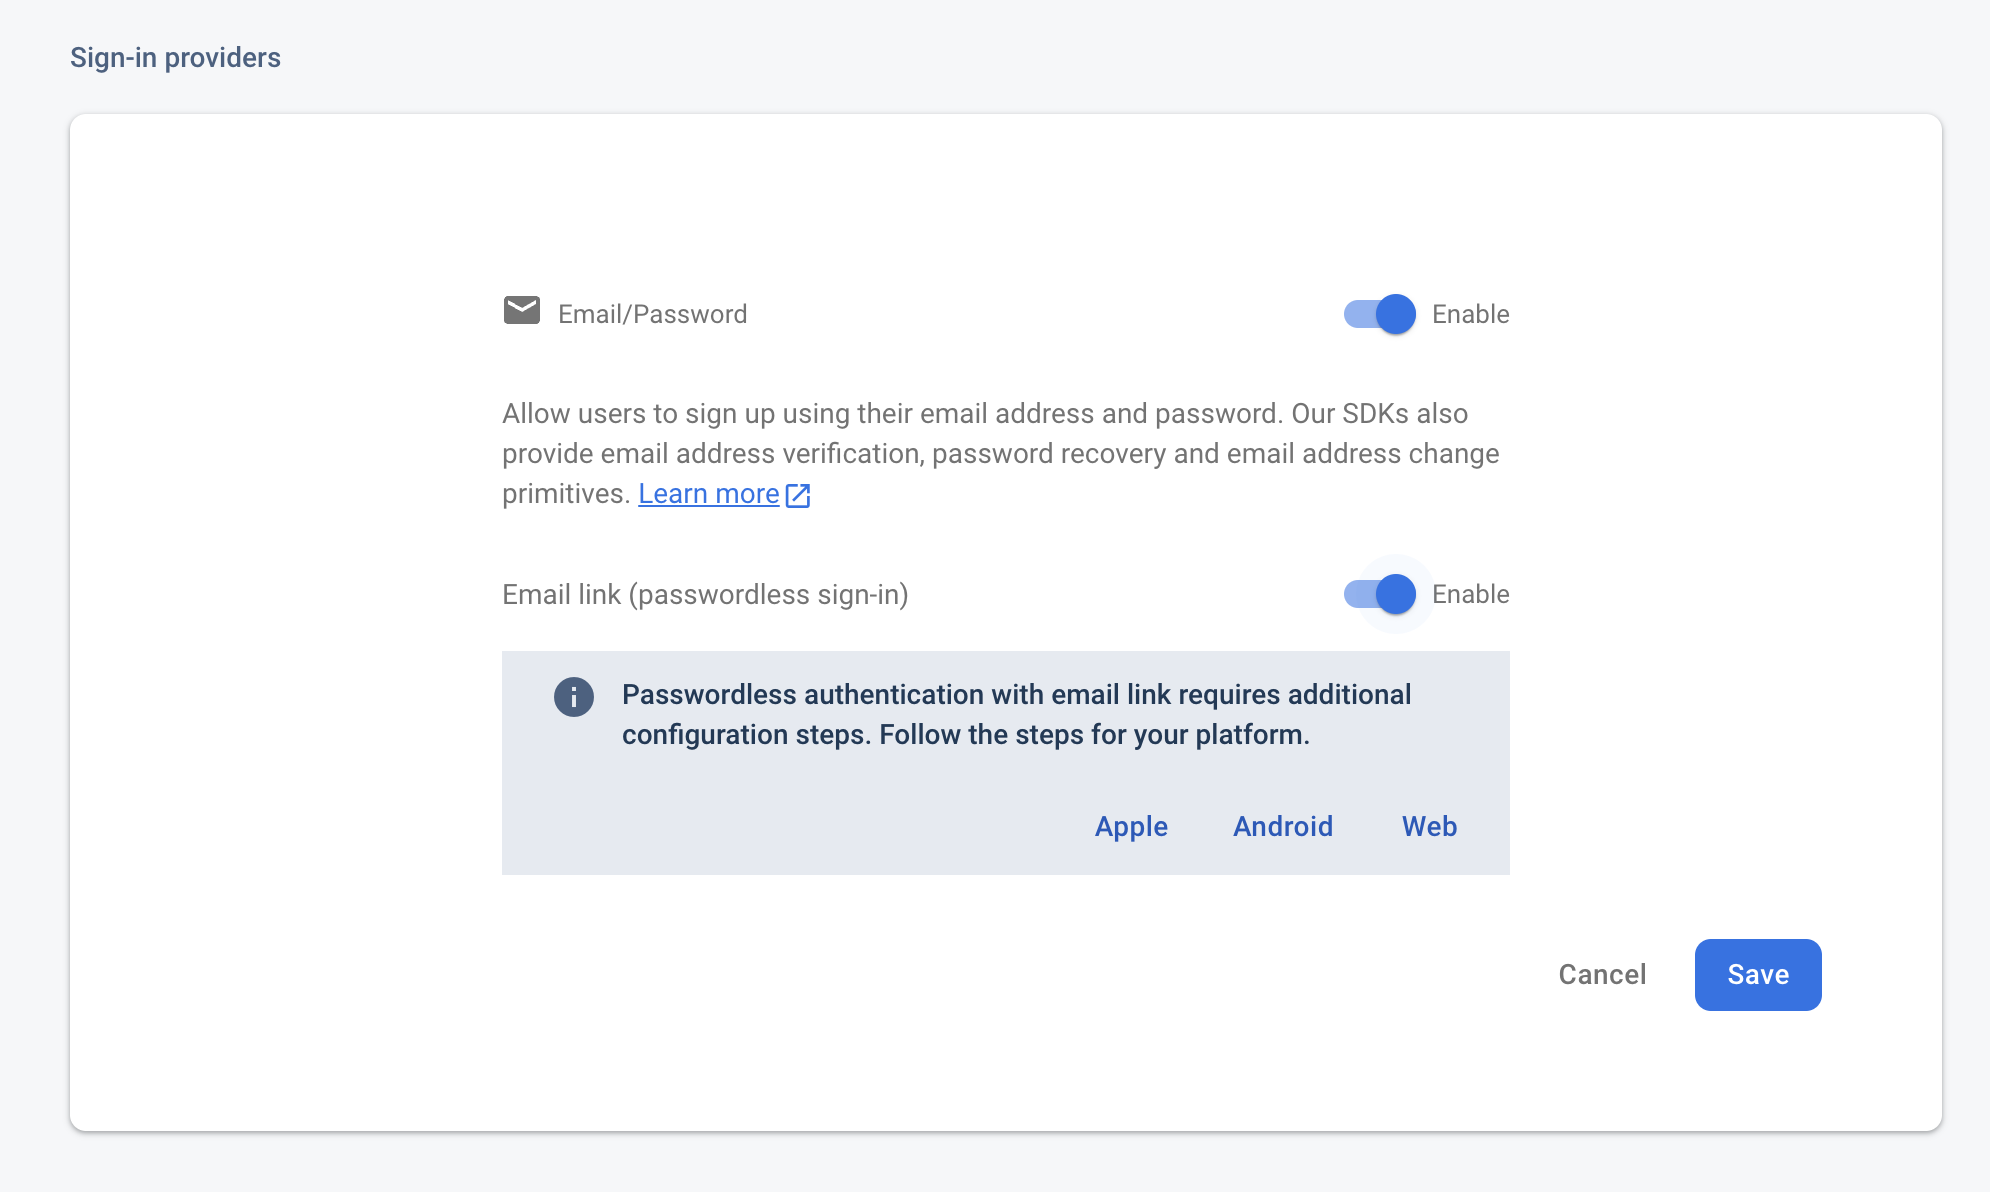 Sign-in providers
Email/Password
Enable
Allow users to sign up using their email address and password. Our SDKs also
provide email address verification, password recovery and email address change
primitives. Learn more
Email link (passwordless sign-in)
Enable
Passwordless authentication with email link requires additional
configuration steps. Follow the steps for your platform.
Apple
Android
Web
Cancel
Save